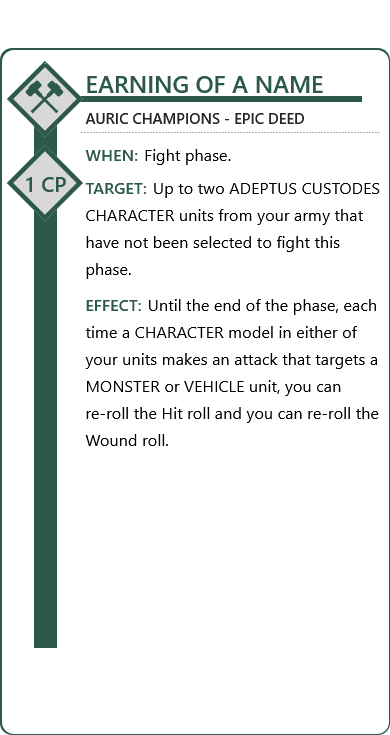 EARNING OF A NAME
AURIC CHAMPIONS - EPIC DEED
WHEN: Fight phase.
1 CP
TARGET: Up to two ADEPTUS CUSTODES
CHARACTER units from your army that
have not been selected to fight this
phase.
EFFECT: Until the end of the phase, each
time a CHARACTER model in either of
your units makes an attack that targets a
MONSTER or VEHICLE unit, you can
re-roll the Hit roll and you can re-roll the
Wound roll.